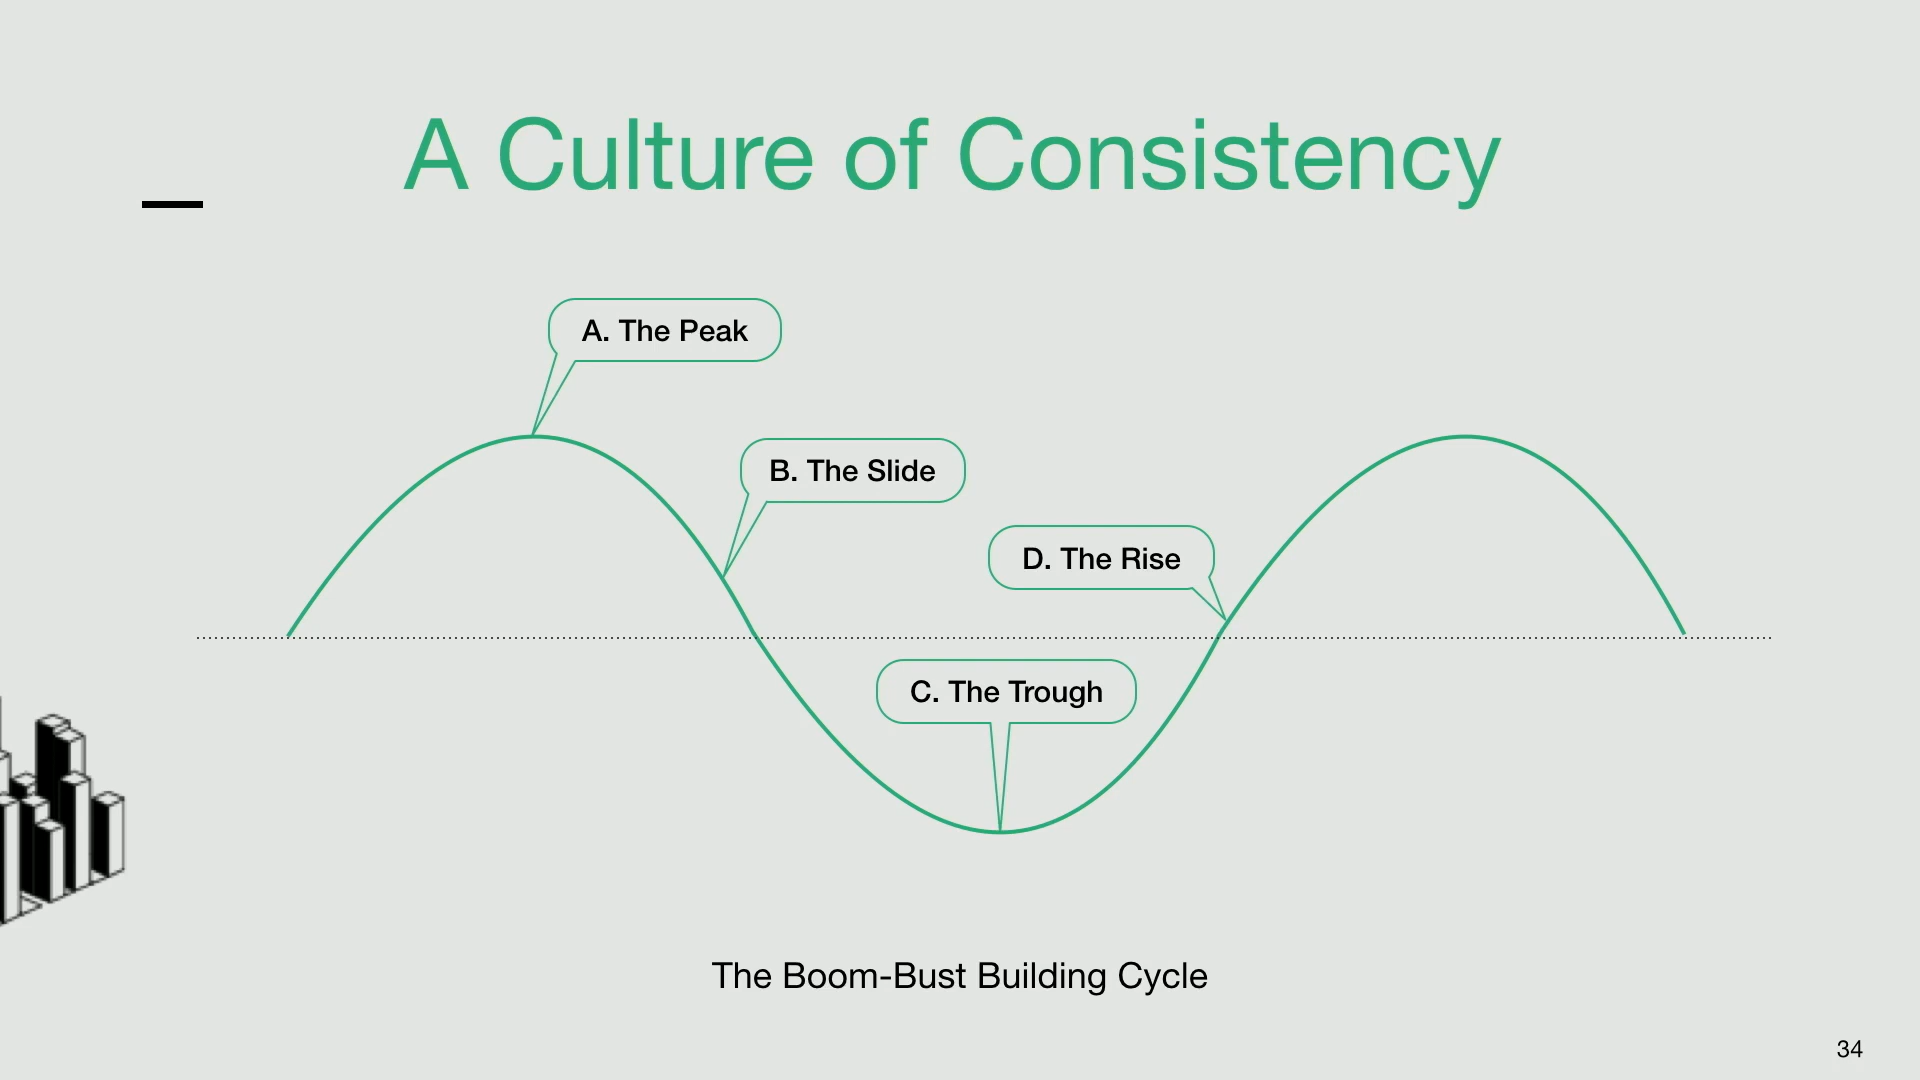 A Culture of Consistency
A. The Peak
B. The Slide
D. The Rise
C. The Trough
The Boom-Bust Building Cycle
34